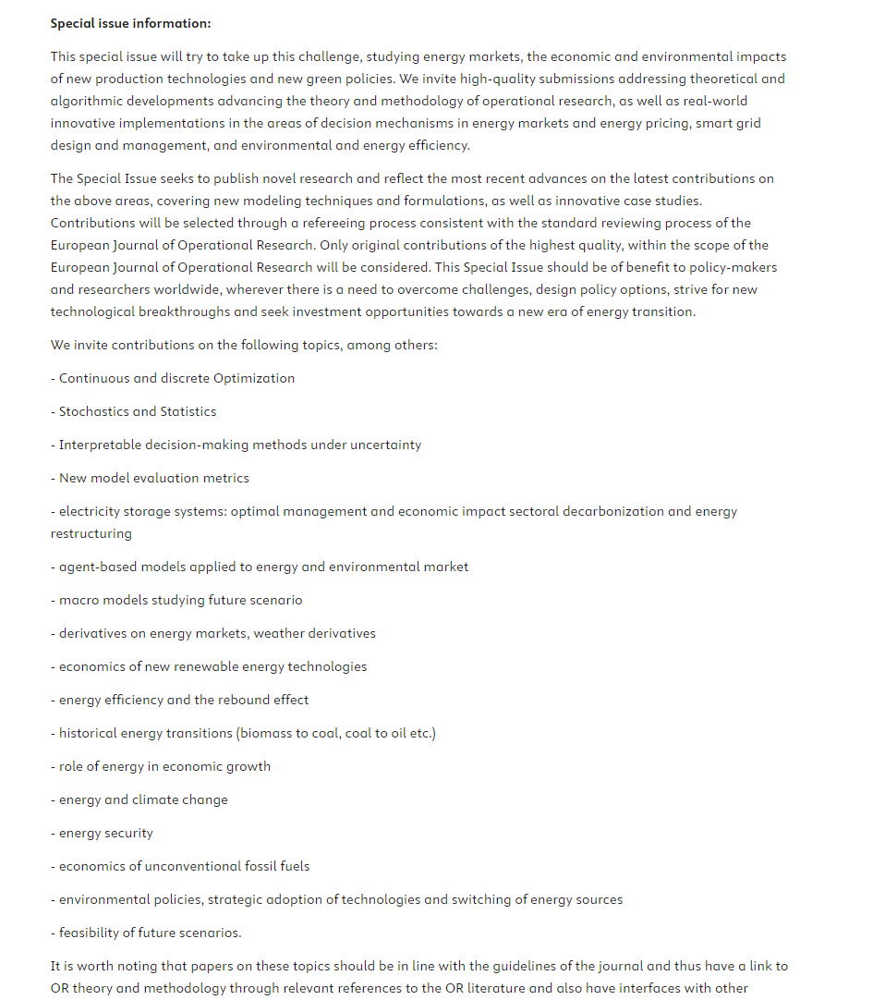 Special issue information:
This special issue will try to take up this challenge, studying energy markets, the economic and environmental impacts
of new production technologies and new green policies. We invite high-quality submissions addressing theoretical and
algorithmic developments advancing the theory and methodology of operational research, as well as real-world
innovative implementations in the areas of decision mechanisms in energy markets and energy pricing, smart grid
design and management, and environmental and energy efficiency.
The Special Issue seeks to publish novel research and reflect the most recent advances on the latest contributions on
the above areas, covering new modeling techniques and formulations, as well as innovative case studies.
Contributions will be selected through a refereeing process consistent with the standard reviewing process of the
European Journal of Operational Research. Only original contributions of the highest quality, within the scope of the
European Journal of Operational Research will be considered. This Special Issue should be of benefit to policy-makers
and researchers worldwide, wherever there is a need to overcome challenges, design policy options, strive for new
technological breakthroughs and seek investment opportunities towards a new era of energy transition.
We invite contributions on the following topics, among others:
- Continuous and discrete Optimization
- Stochastics and Statistics
- Interpretable decision-making methods under uncertainty
- New model evaluation metrics
- electricity storage systems: optimal management and economic impact sectoral decarbonization and energy
restructuring
- agent-based models applied to energy and environmental market
- macro models studying future scenario
- derivatives on energy markets, weather derivatives
- economics of new renewable energy technologies
- energy efficiency and the rebound effect
- historical energy transitions (biomass to coal, coal to oil etc.)
- role of energy in economic growth
- energy and climate change
- energy security
- economics of unconventional fossil fuels
- environmental policies, strategic adoption of technologies and switching of energy sources
- feasibility of future scenarios.
It is worth noting that papers on these topics should be in line with the guidelines of the journal and thus have a link to
OR theory and methodology through relevant references to the OR literature and also have interfaces with other